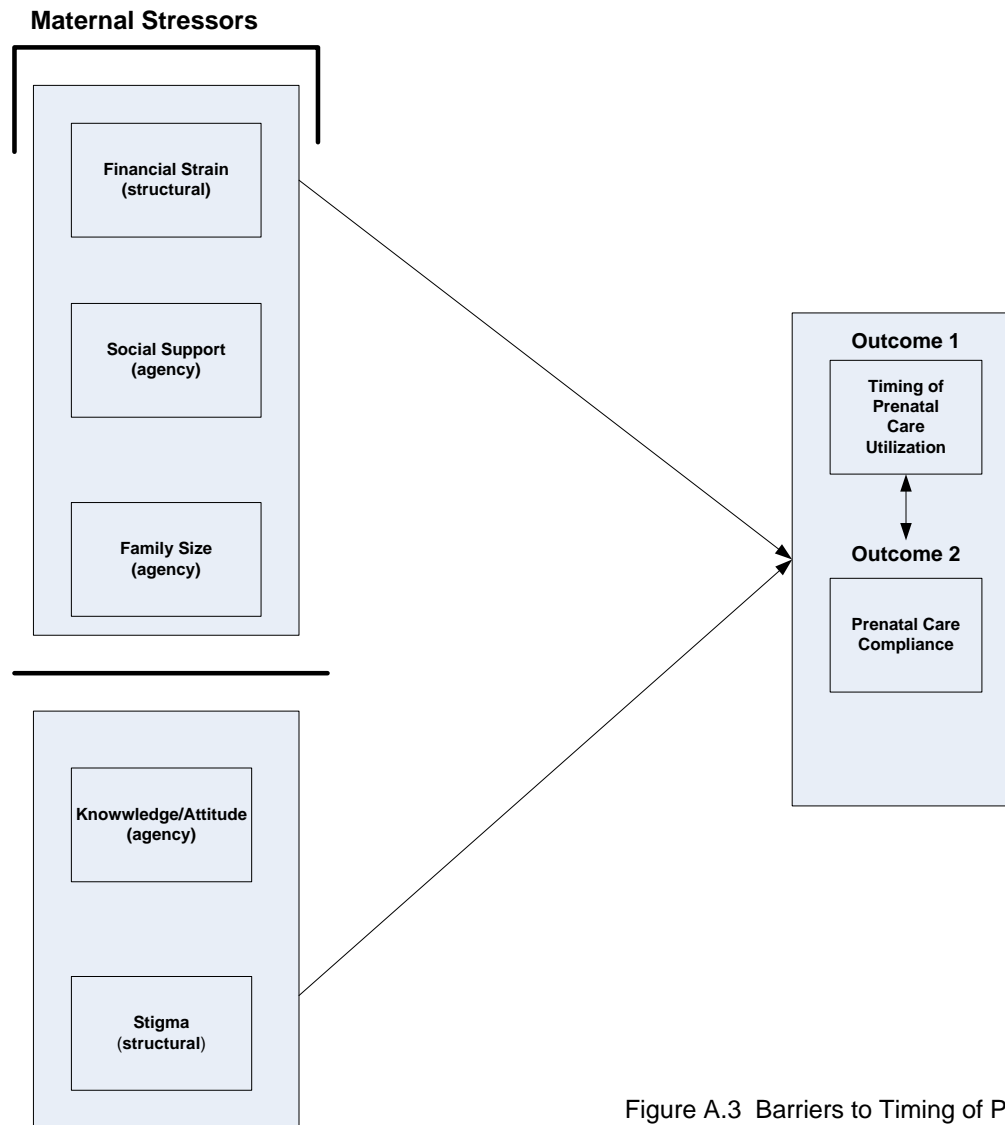 Maternal Stressors
Financial Strain
(structural)
Social Support
(agency)
Family Size
(agency)
Knowwledge/Attitude
(agency)
Stigma
(structural)
Outcome 1
Timing of
Prenatal
Care
Utilization
Outcome 2
Prenatal Care
Compliance
Figure A.3 Barriers to Timing of P